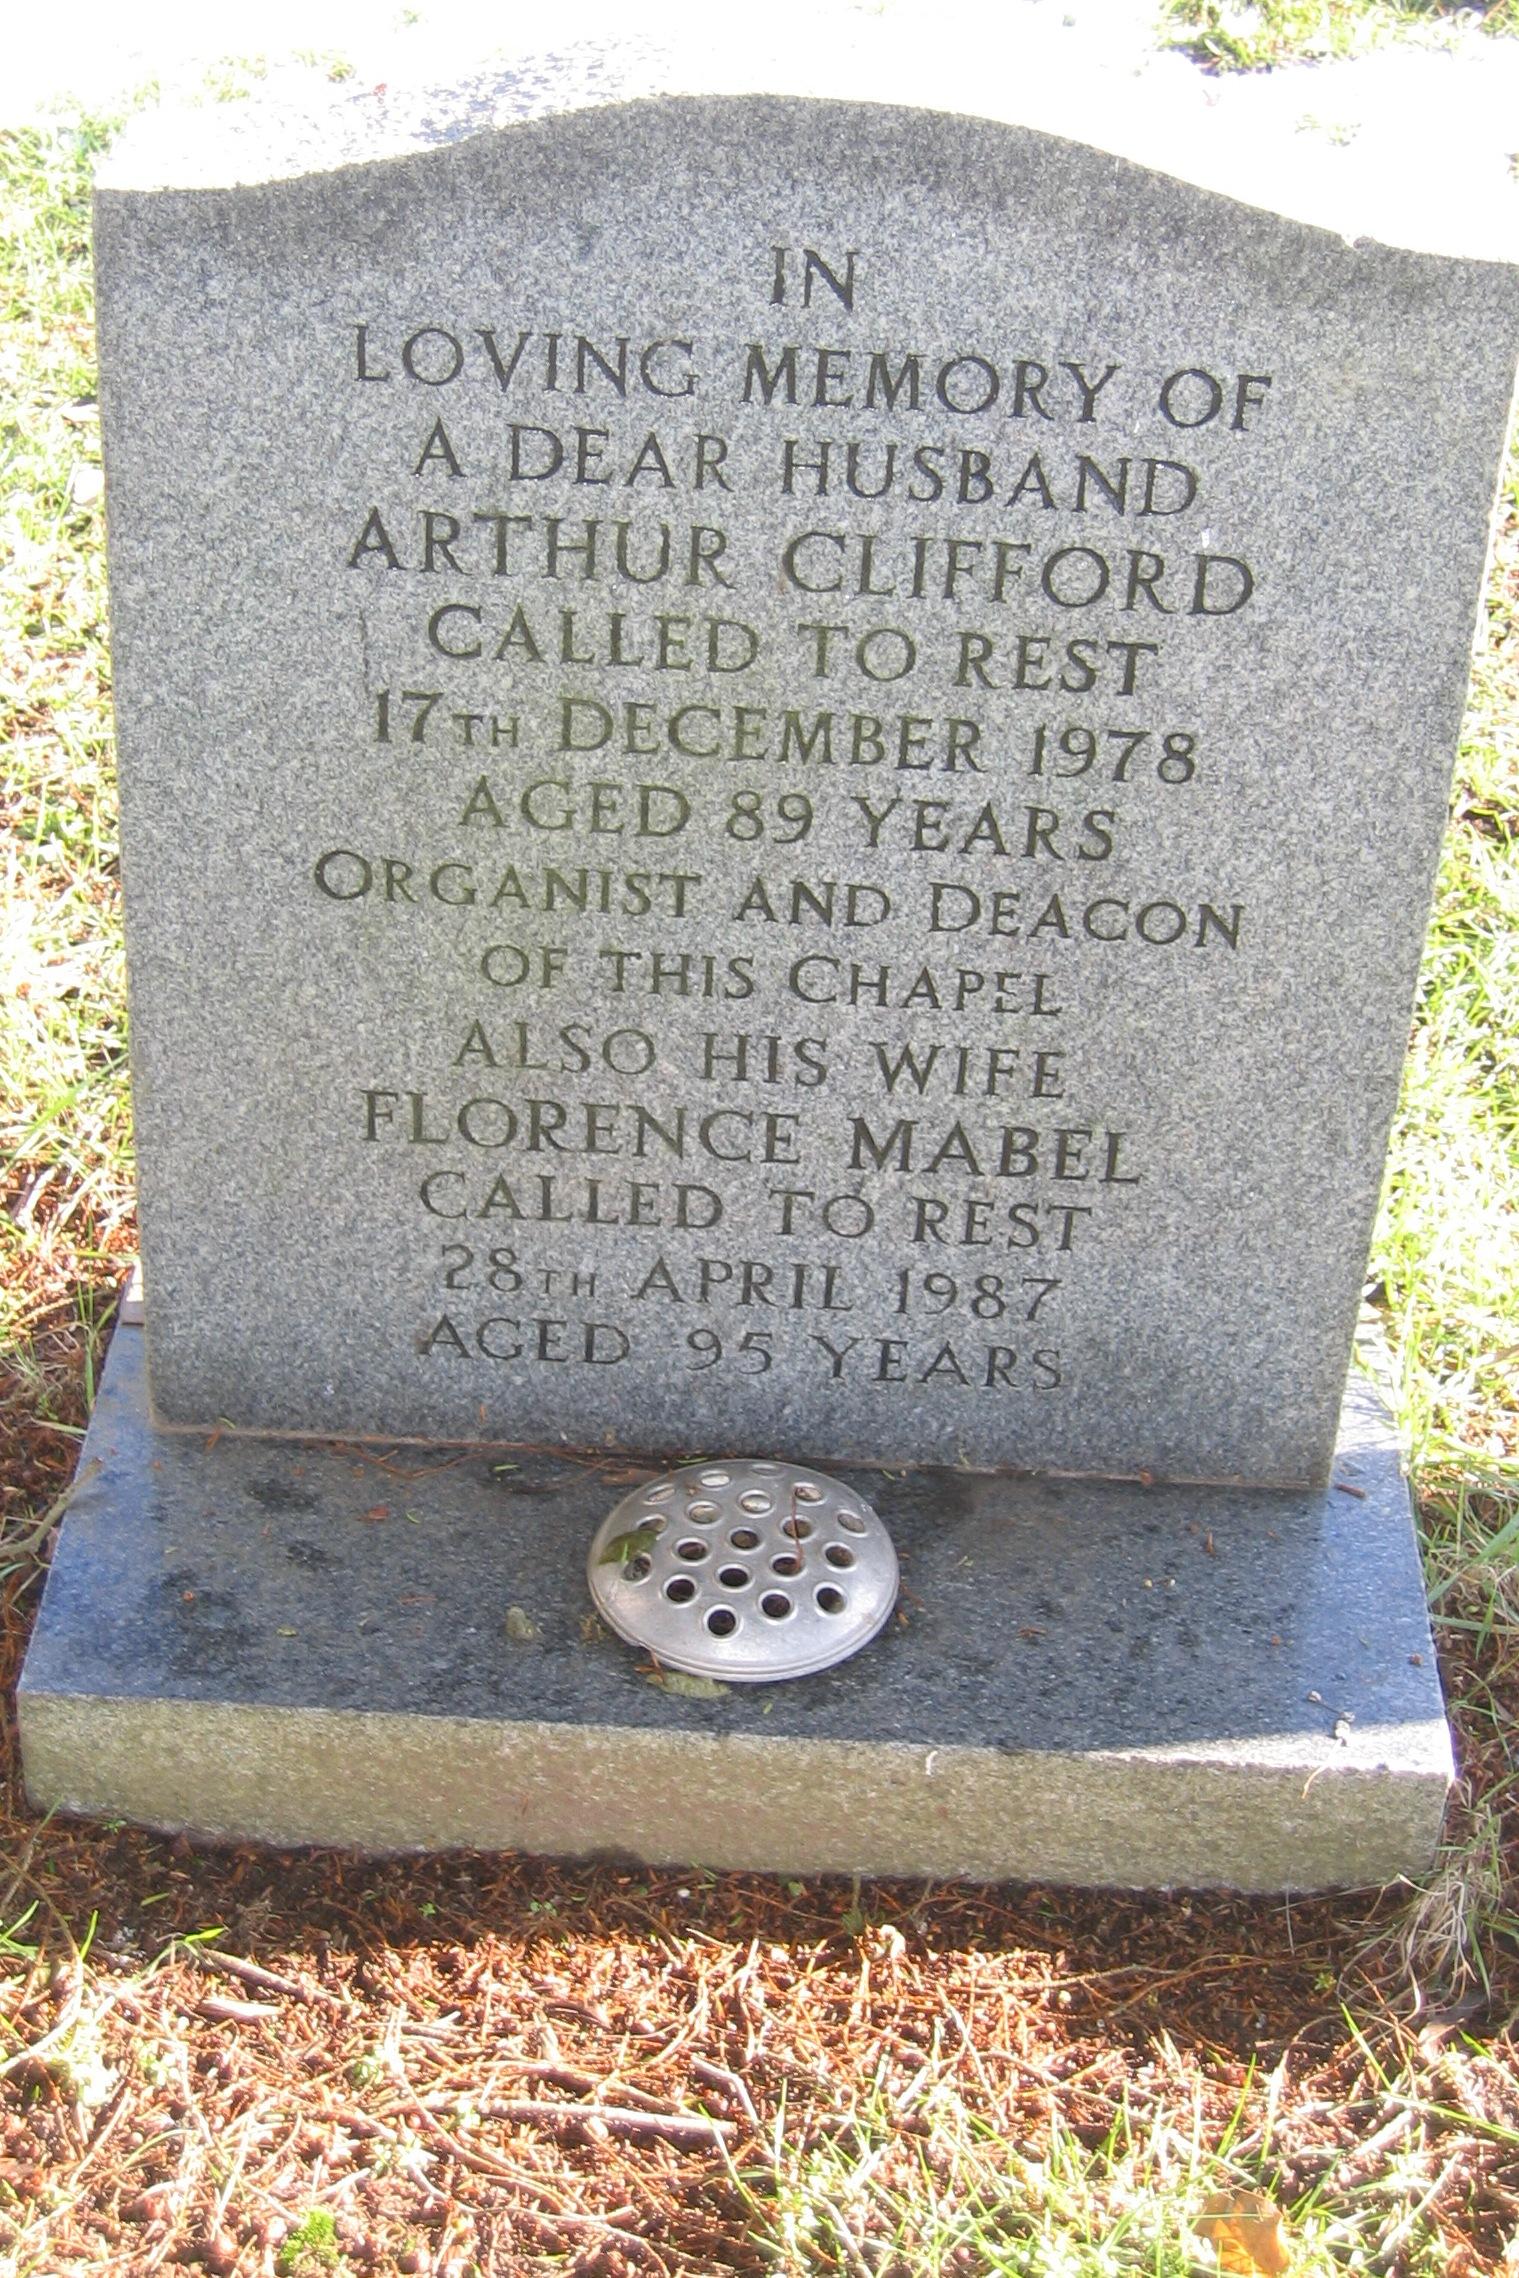 IN
LOVING MEMORY OF
A DEAR HUSBAND
ARTHUR CLIFFORD
CALLED TO REST
17TH DECEMBER 1978
AGED 89 YEARS
ORGANIST AND DEACON
OF THIS CHAPEL
ALSO HIS WIFE
FLORENCE MABEL
CALLED TO REST
28TH APRIL 1987
AGED 95 YEARS